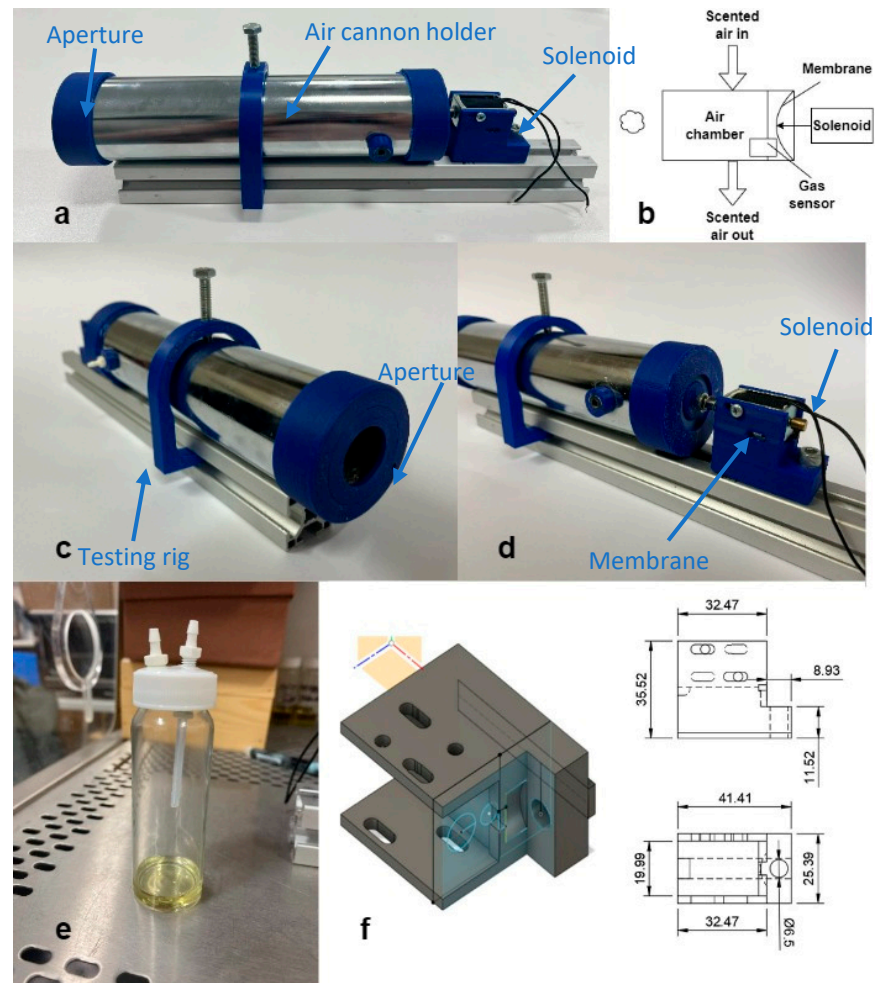 Aperture
Air cannon holder
Solenoid
a
Scented
air in
Membrane
Air
chamber
Solenoid
Gas
sensor
Scented
air out
b
Aperture
Testing rig
c
Solenoid
Membrane
d
e
f
32.47
35.52
8.93
11.52
41.41
19.99
25.39
32.47
Ø6.5